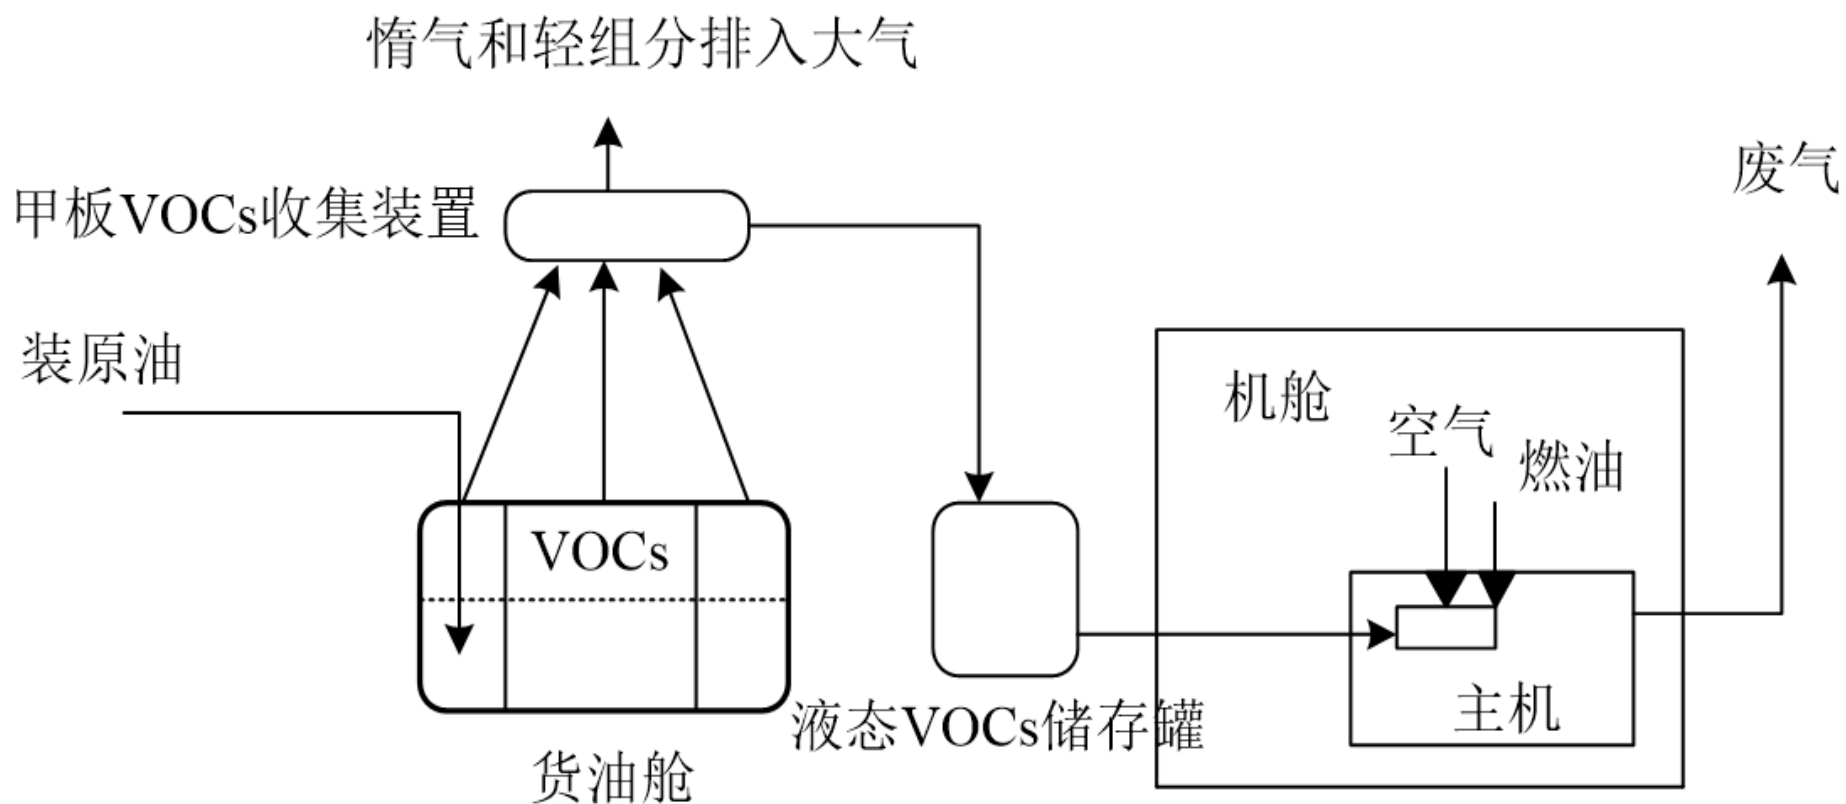 惰气和轻组分排入大气
废气
甲板VOCs收集装置
装原油
机舱
空气
燃油
VOCs
主机
液态VOCs储存罐
货油舱